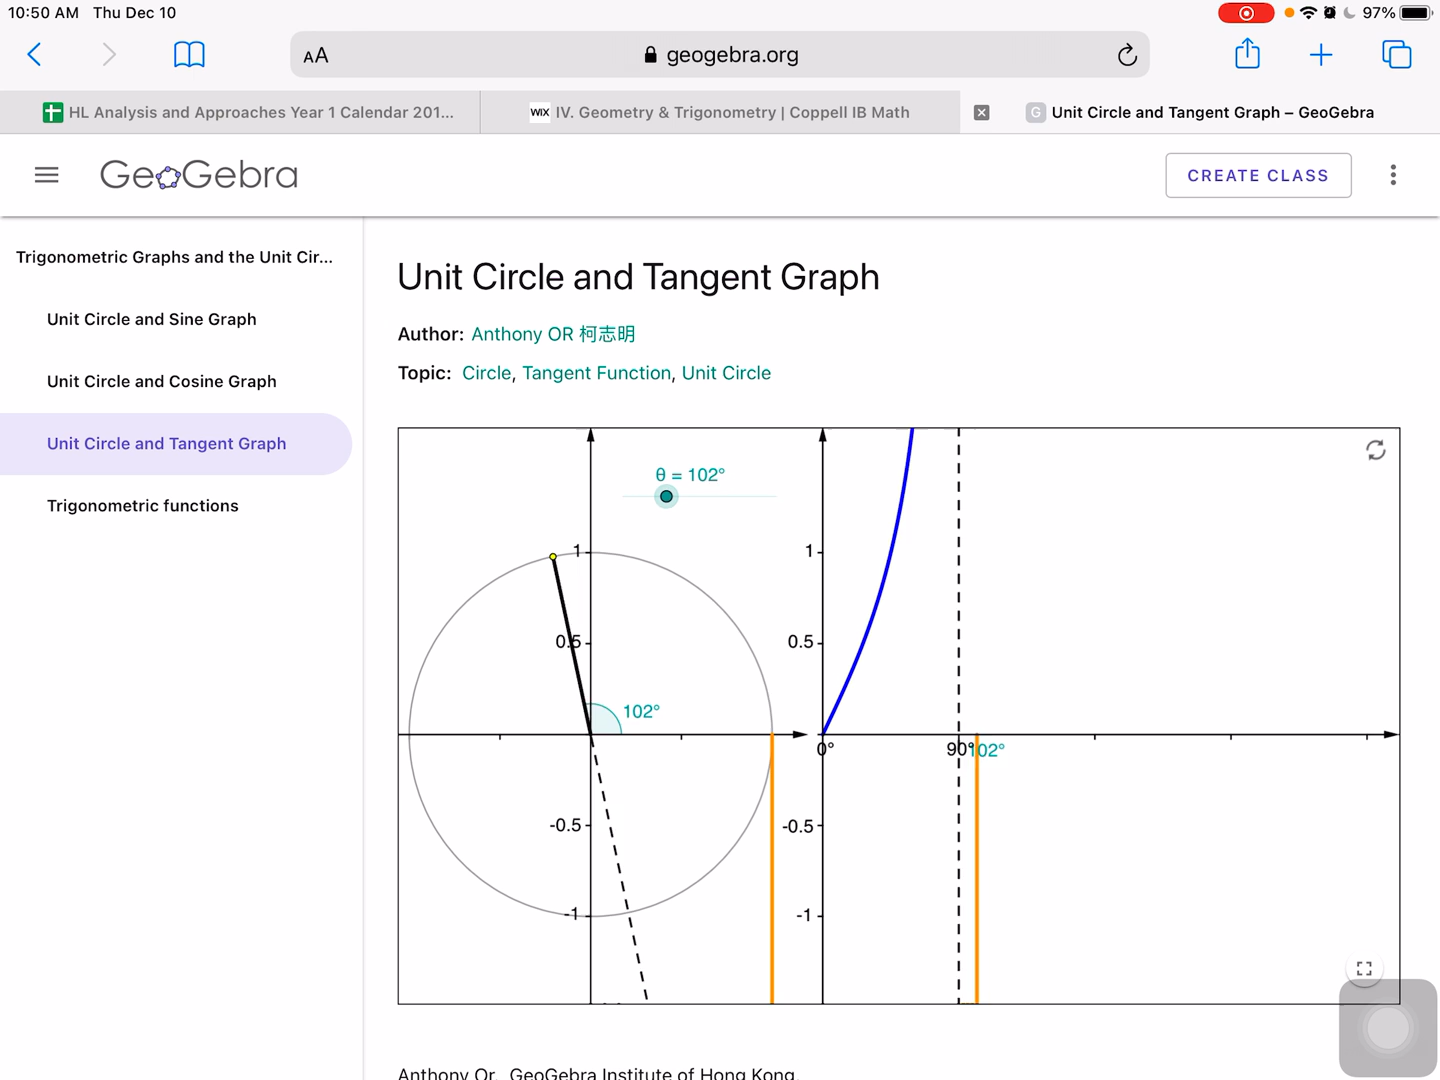 10:50 AM Thu Dec 10
97%
AA
geogebra.org
HL Analysis and Approaches Year 1 Calendar 201...
WIX IV. Geometry & Trigonometry | Coppell IB Math
G Unit Circle and Tangent Graph – GeoGebra
GeoGebra
CREATE CLASS
Trigonometric Graphs and the Unit Cir...
Unit Circle and Sine Graph
Unit Circle and Cosine Graph
Unit Circle and Tangent Graph
Trigonometric functions
Unit Circle and Tangent Graph
Author: Anthony OR 柯志明
Topic: Circle, Tangent Function, Unit Circle
θ = 102°
1
1
0.5
0.5
102°
0°
90°
102°
-0.5
-0.5
-1
-1
Anthony Or. GeoGebra Institute of Hong Kong.